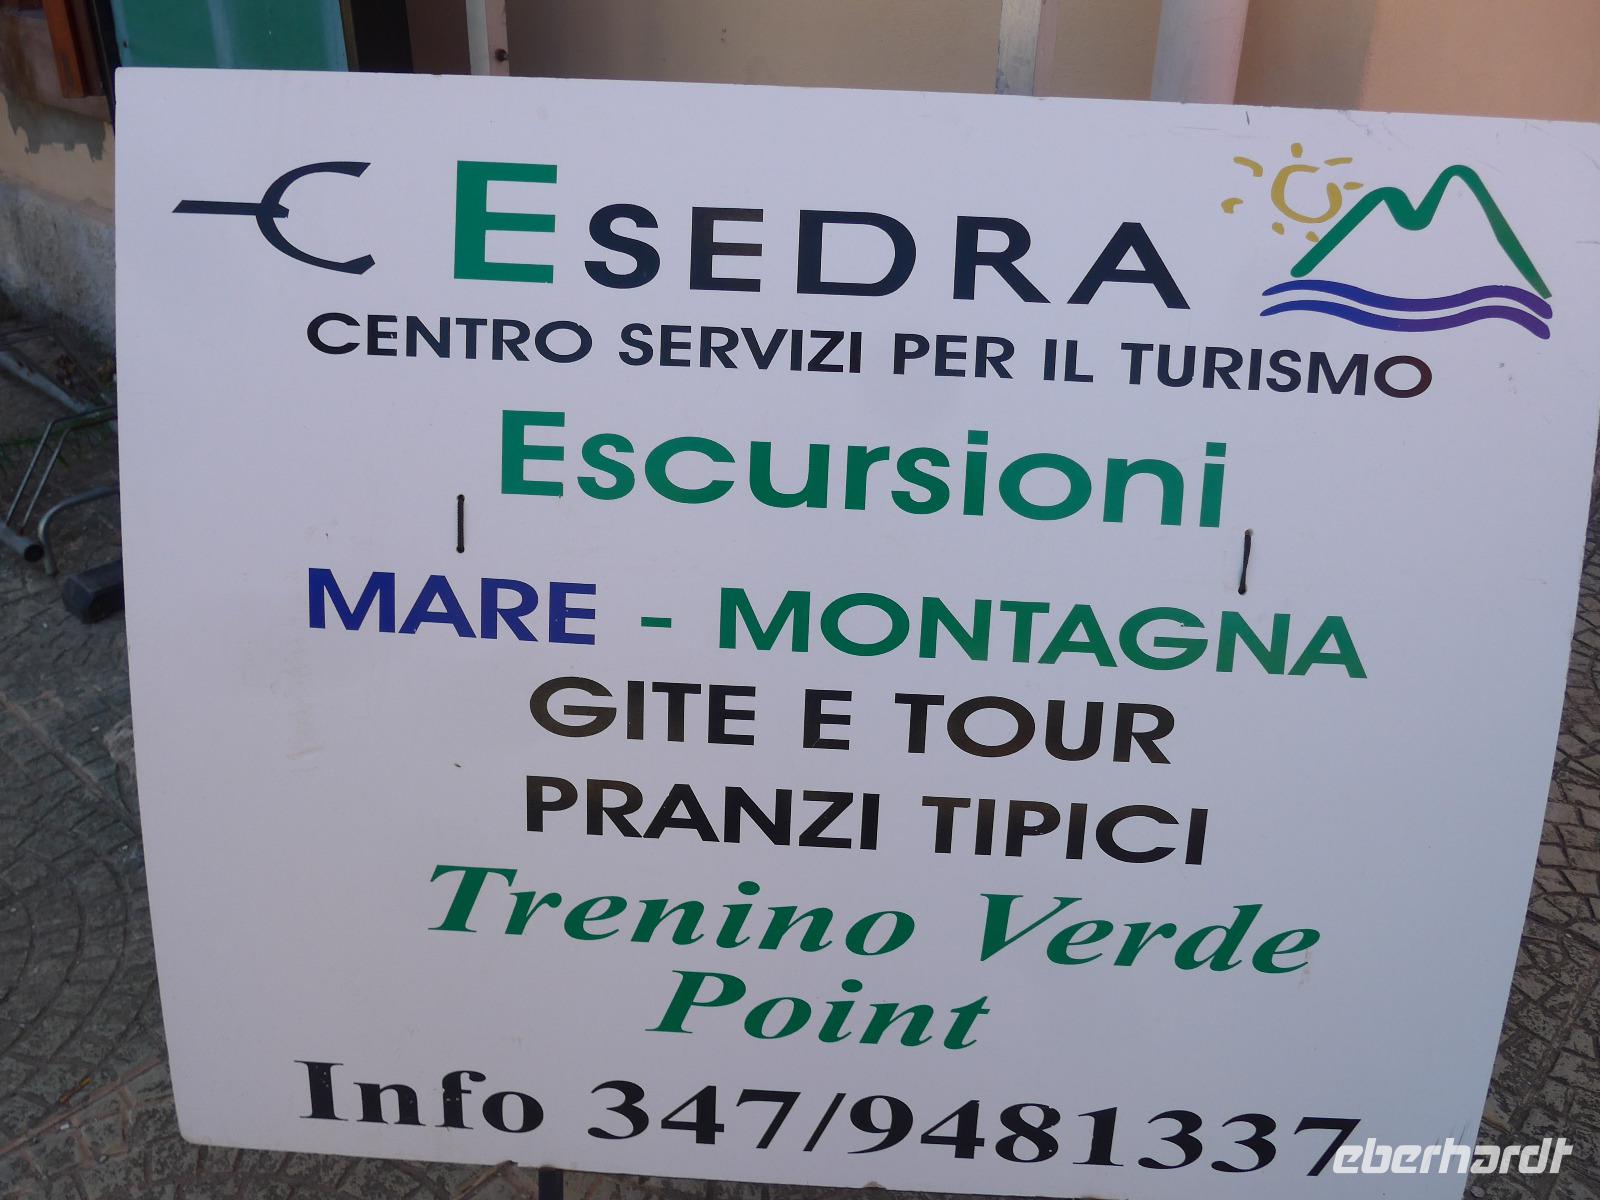 ESEDRA
CENTRO SERVIZI PER IL TURISMO
Escursioni
MARE - MONTAGNA
GITE E TOUR
PRANZI TIPICI
Trenino Verde
Point
Info 347/9481337
eberhardt